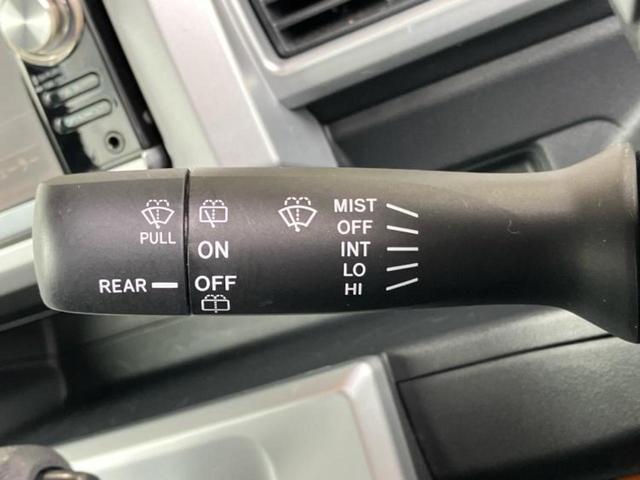 MIST
OFF
INT
LO
HI
PULL
ON
OFF
REAR